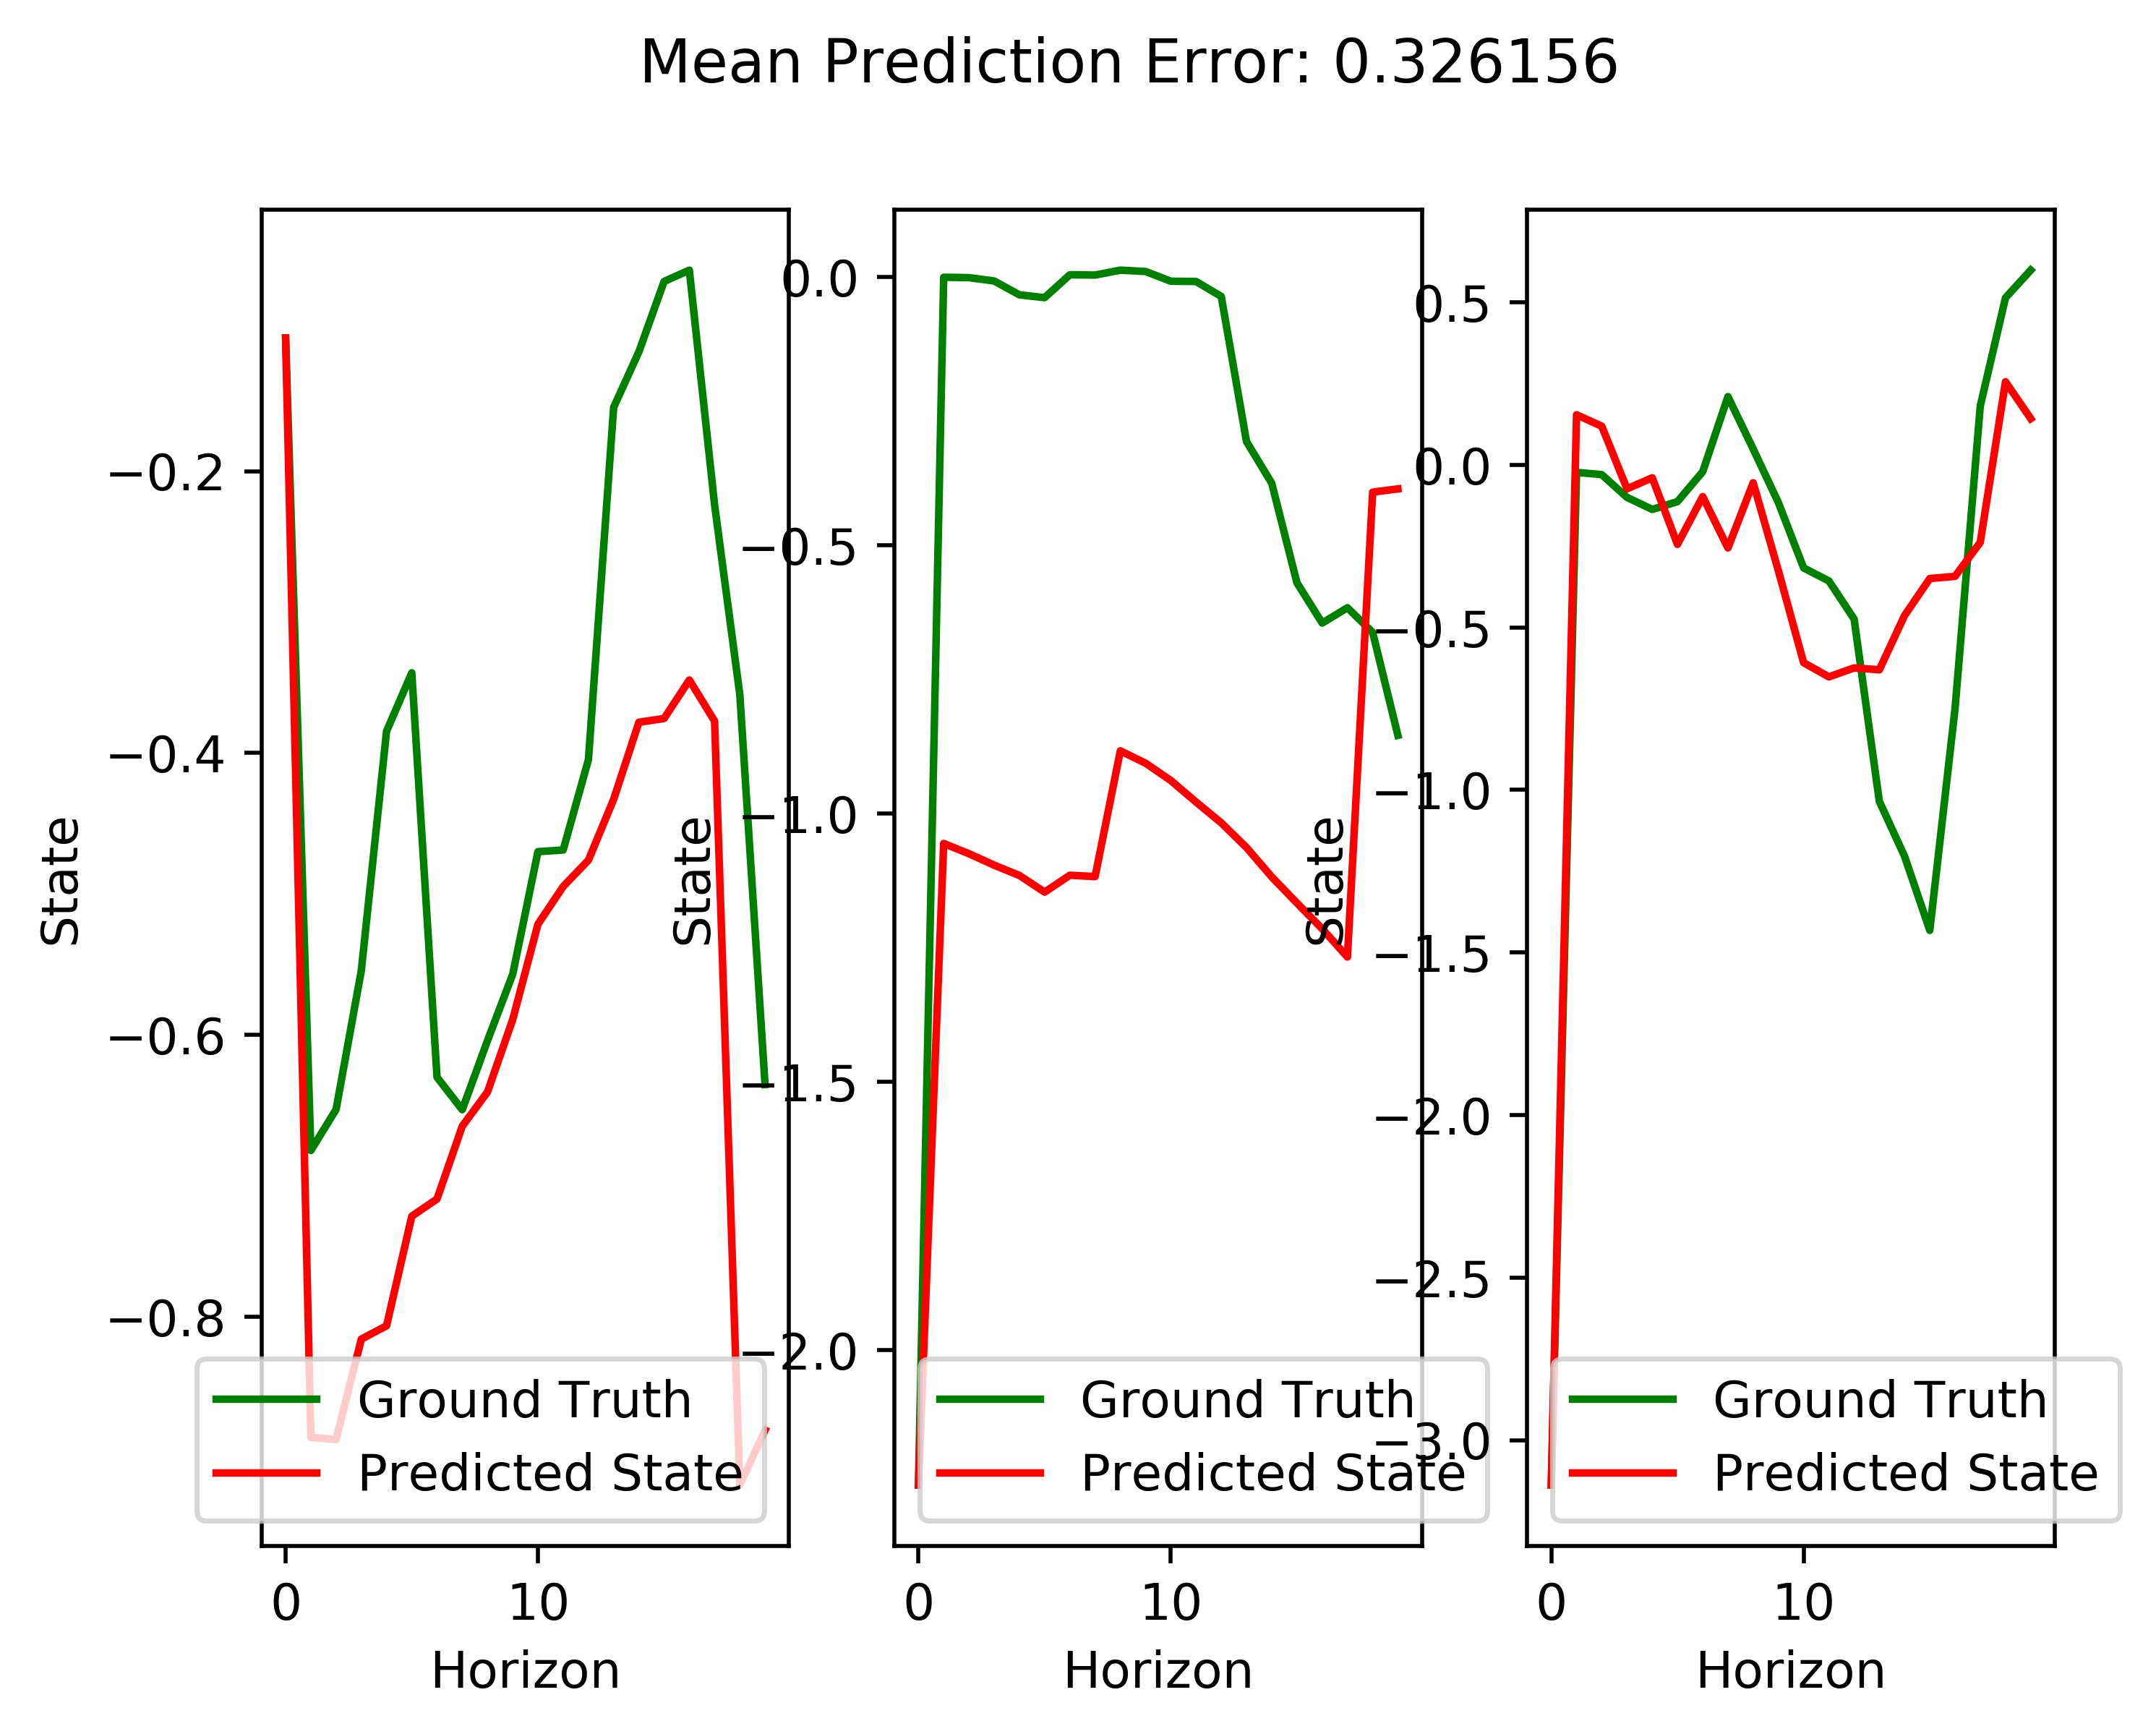 Mean Prediction Error: 0.326156
State
−0.2
−0.4
−0.6
−0.8
0
10
Horizon
Ground Truth
Predicted State
State
0.0
−0.5
−1.0
−1.5
−2.0
0
10
Horizon
Ground Truth
Predicted State
State
0.5
0.0
−0.5
−1.0
−1.5
−2.0
−2.5
−3.0
0
10
Horizon
Ground Truth
Predicted State